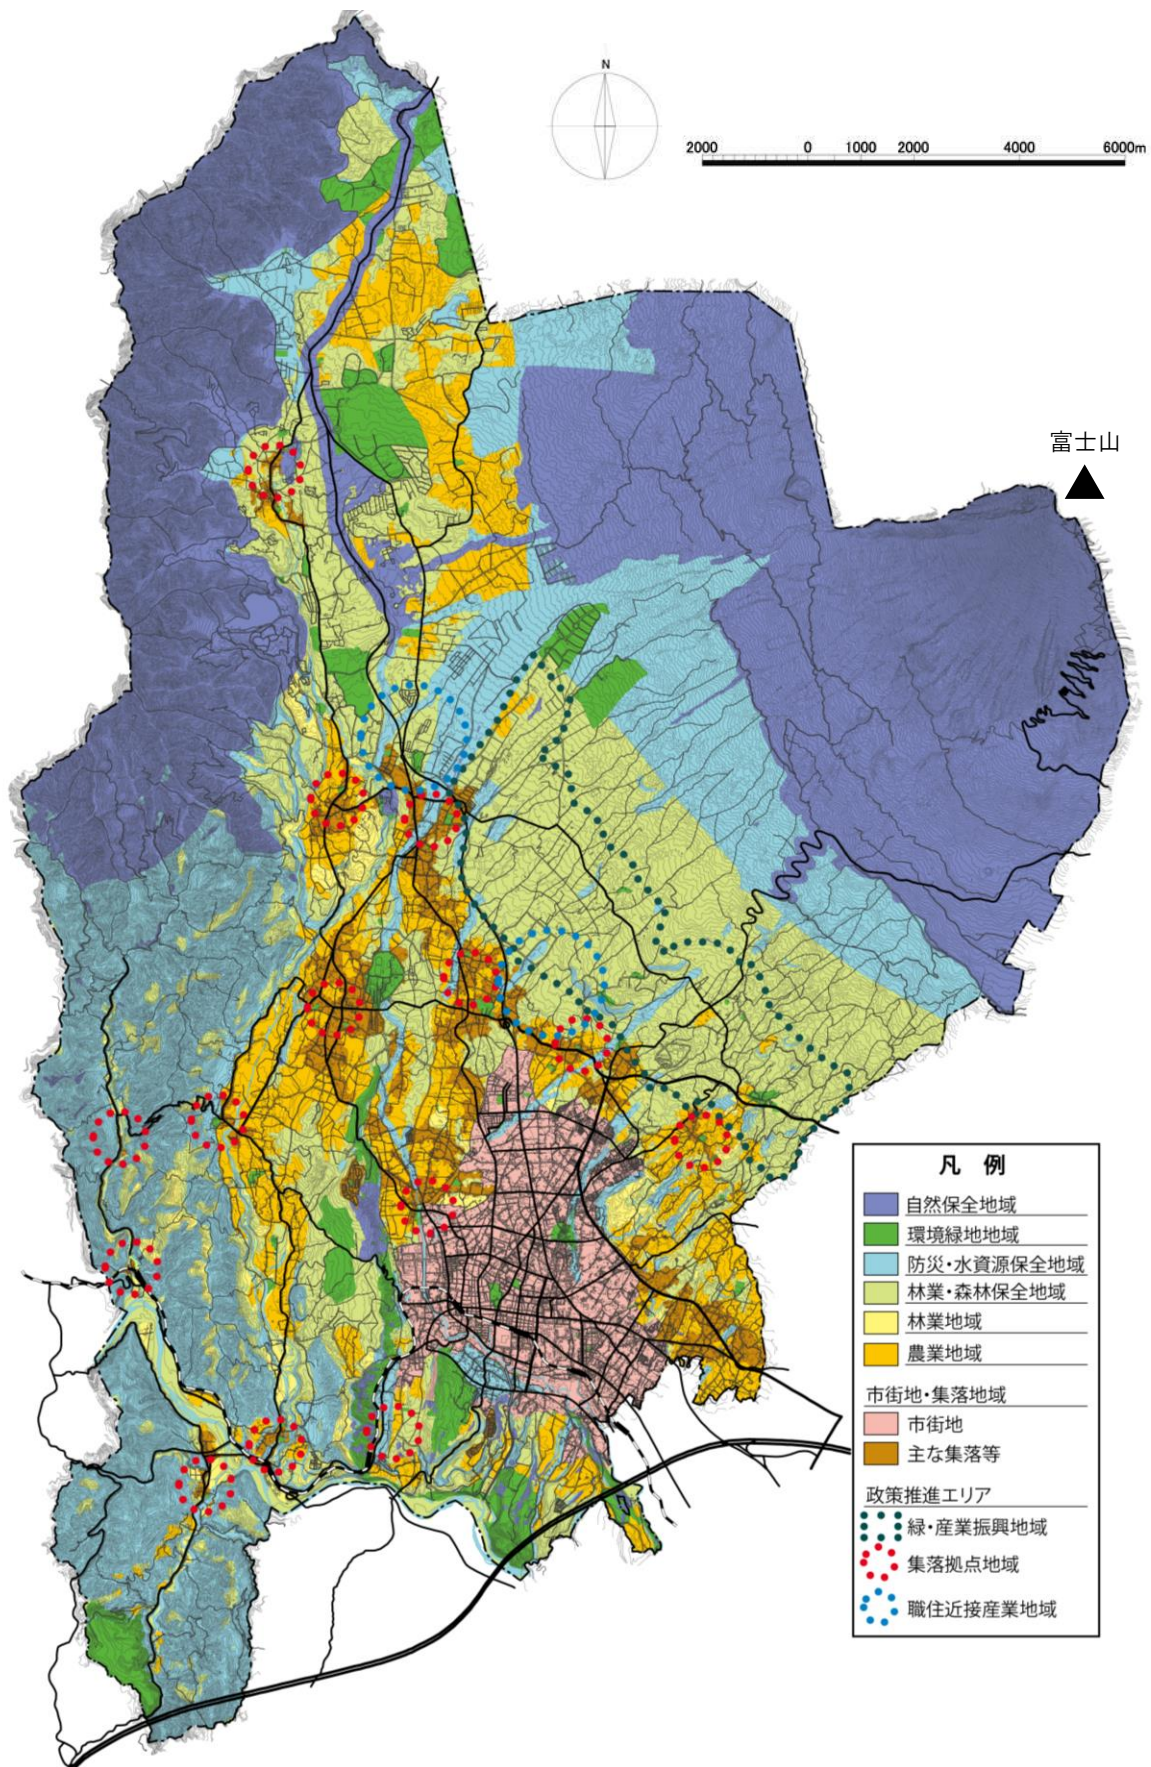 N
2000 0 1000 2000 4000 6000m
富士山
凡 例
自然保全地域
環境緑地地域
防災・水資源保全地域
林業・森林保全地域
林業地域
農業地域
市街地・集落地域
市街地
主な集落等
政策推進エリア
緑・産業振興地域
集落拠点地域
職住近接産業地域